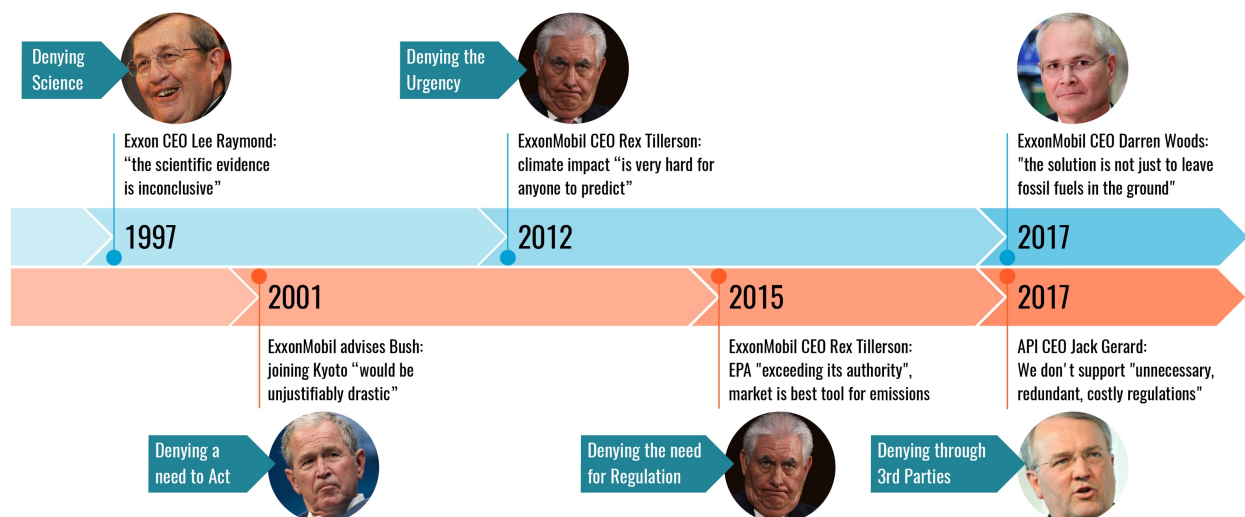 Denying
Science
Exxon CEO Lee Raymond:
“the scientific evidence
is inconclusive”
Denying the
Urgency
ExxonMobil CEO Rex Tillerson:
climate impact “is very hard for
anyone to predict”
ExxonMobil CEO Darren Woods:
"the solution is not just to leave
fossil fuels in the ground"
1997
2012
2017
2001
2015
2017
ExxonMobil advises Bush:
joining Kyoto “would be
unjustifiably drastic”
ExxonMobil CEO Rex Tillerson:
EPA "exceeding its authority",
market is best tool for emissions
API CEO Jack Gerard:
We don't support "unnecessary,
redundant, costly regulations"
Denying a
need to Act
Denying the need
for Regulation
Denying through
3rd Parties